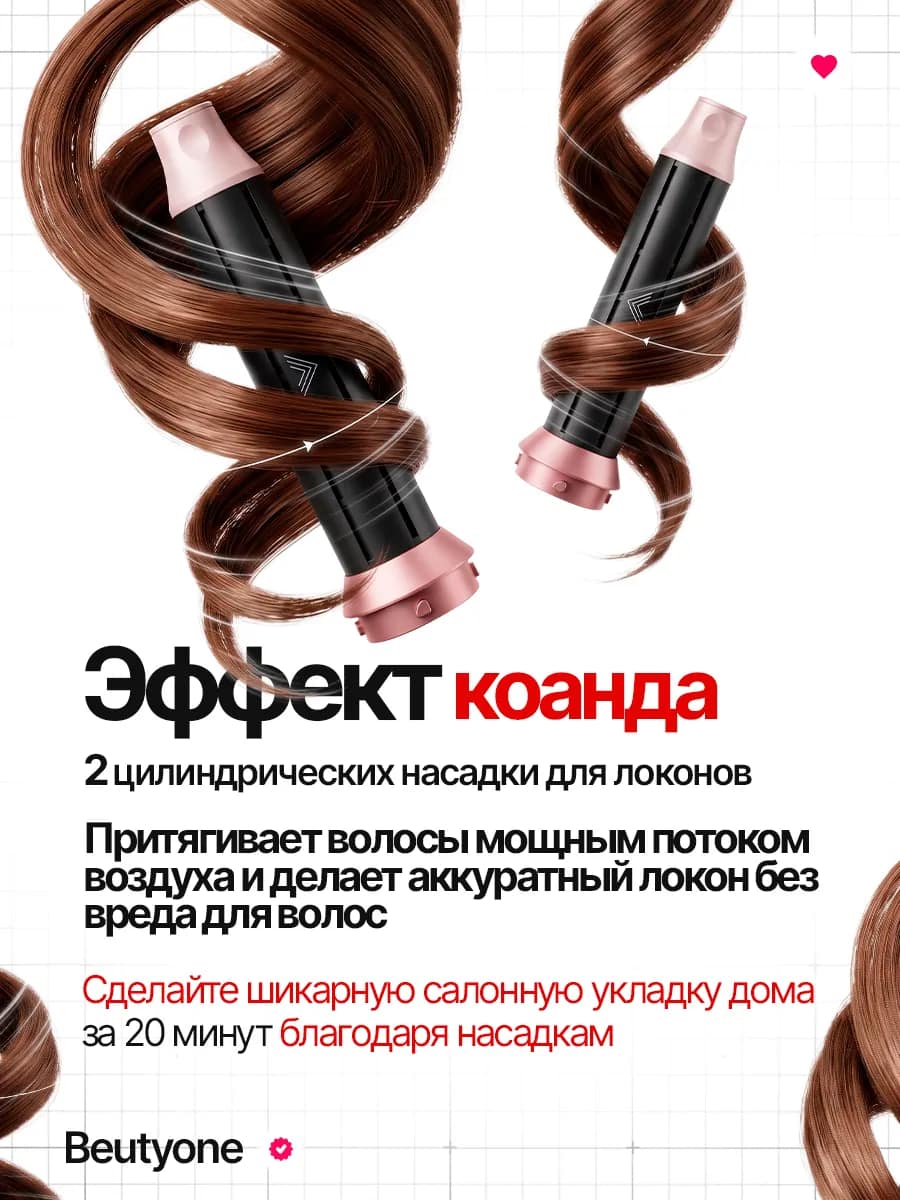 Эффект коанда
2 цилиндрических насадки для локонов
Притягивает волосы мощным потоком
воздуха и делает аккуратный локон без
вреда для волос
Сделайте шикарную салонную укладку дома
за 20 минут благодаря насадкам
Beutyone